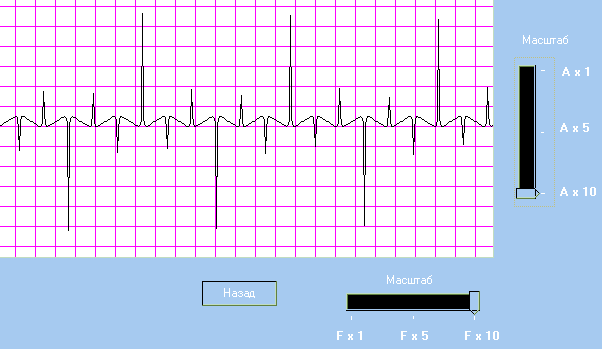 Масштаб
A x 1
A x 5
A x 10
Масштаб
Назад
F x 1
F x 5
F x 10